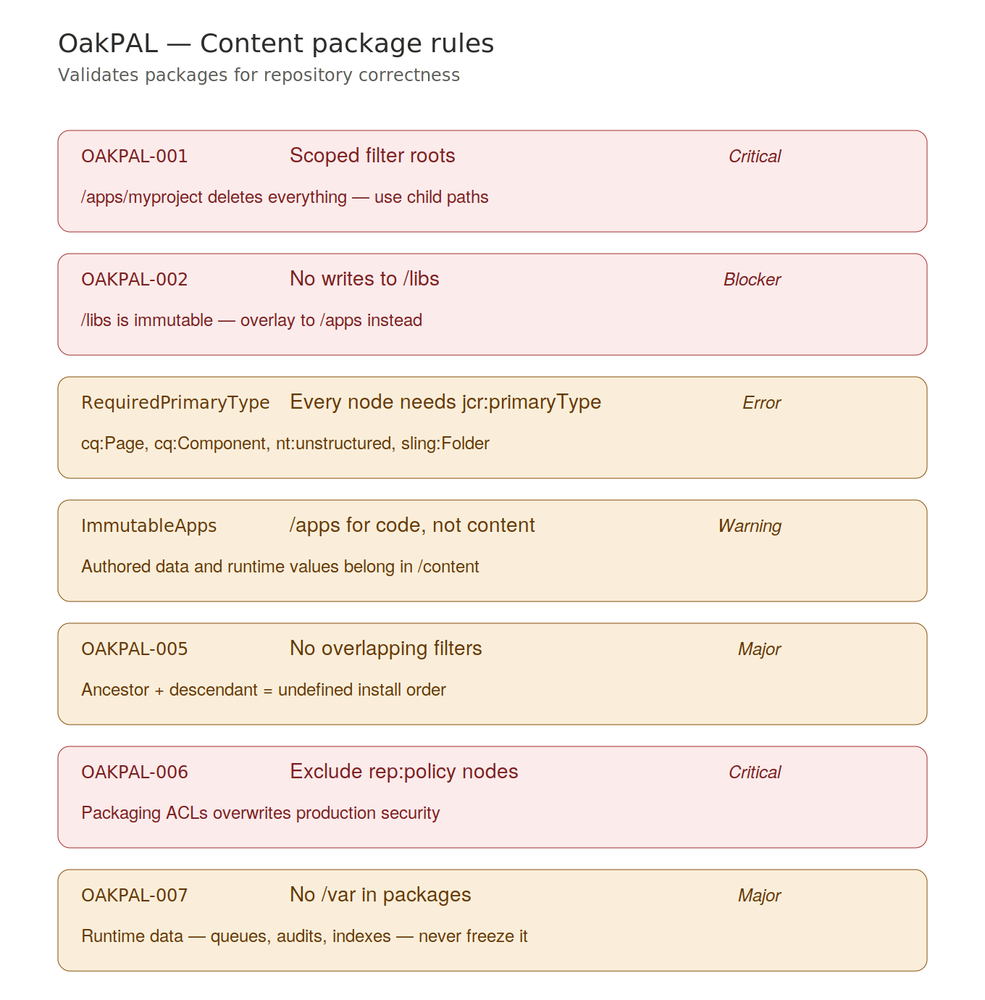 OakPAL — Content package rules
Validates packages for repository correctness
OAKPAL-001 Scoped filter roots Critical
/apps/myproject deletes everything — use child paths
OAKPAL-002 No writes to /libs Blocker
/libs is immutable — overlay to /apps instead
RequiredPrimaryType Every node needs jcr:primaryType Error
cq:Page, cq:Component, nt:unstructured, sling:Folder
ImmutableApps /apps for code, not content Warning
Authored data and runtime values belong in /content
OAKPAL-005 No overlapping filters Major
Ancestor + descendant = undefined install order
OAKPAL-006 Exclude rep:policy nodes Critical
Packaging ACLs overwrites production security
OAKPAL-007 No /var in packages Major
Runtime data — queues, audits, indexes — never freeze it